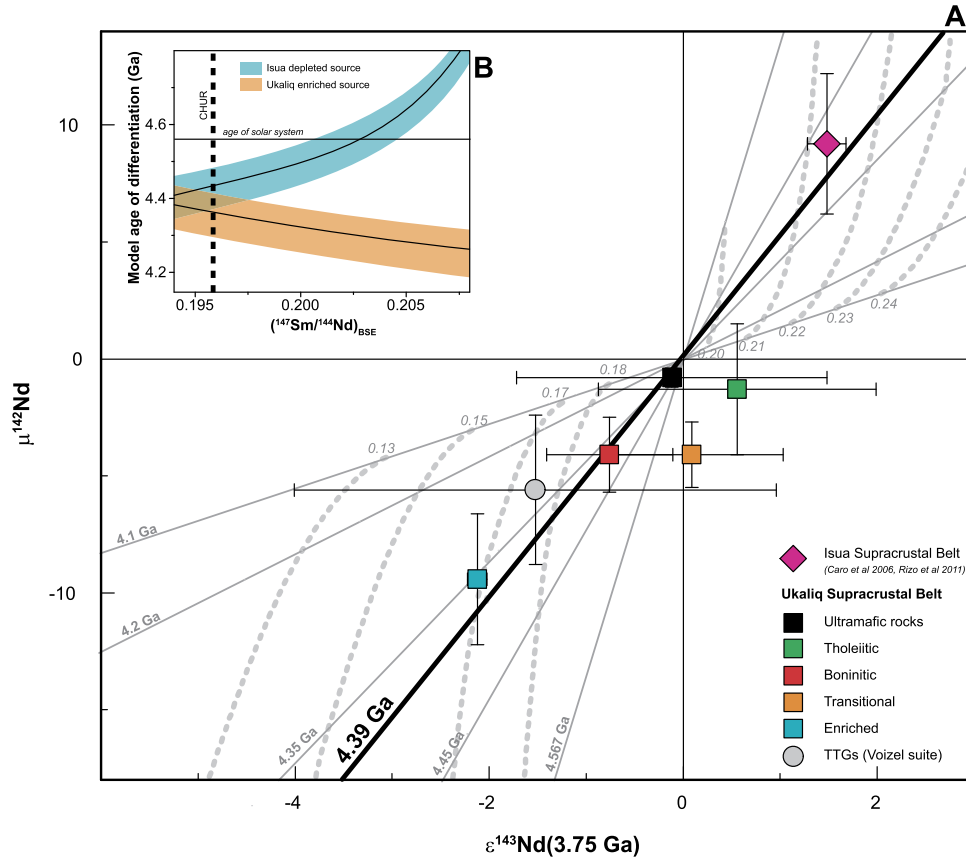 A
B
Isua depleted source
Ukaliq enriched source
CHUR
age of solar system
Model age of differentiation (Ga)
4.6
4.4
4.2
0.195
0.200
0.205
(¹⁴⁷Sm/¹⁴⁴Nd)BSE
10
0
-10
μ¹⁴²Nd
0.24
0.23
0.22
0.21
0.20
0.18
0.17
0.15
0.13
4.1 Ga
4.2 Ga
4.35 Ga
4.39 Ga
4.45 Ga
4.567 Ga
Isua Supracrustal Belt
(Caro et al 2006, Rizo et al 2011)
Ukaliq Supracrustal Belt
Ultramafic rocks
Tholeiitic
Boninitic
Transitional
Enriched
TTGs (Voizel suite)
-4
-2
0
2
ε¹⁴³Nd(3.75 Ga)